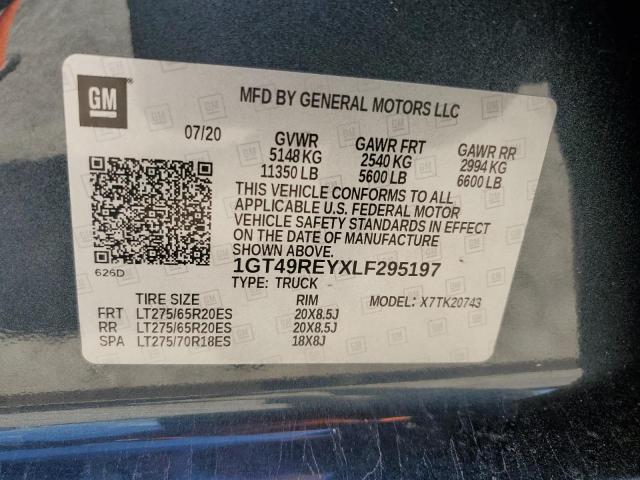 GM
MFD BY GENERAL MOTORS LLC
07/20 GVWR GAWR FRT GAWR RR
5148 KG 2540 KG 2994 KG
11350 LB 5600 LB 6600 LB
THIS VEHICLE CONFORMS TO ALL
APPLICABLE U.S. FEDERAL MOTOR
VEHICLE SAFETY STANDARDS IN EFFECT
ON THE DATE OF MANUFACTURE
SHOWN ABOVE.
626D
1GT49REYXLF295197
TYPE: TRUCK
TIRE SIZE RIM MODEL: X7TK20743
FRT LT275/65R20ES 20X8.5J
RR LT275/65R20ES 20X8.5J
SPA LT275/70R18ES 18X8J